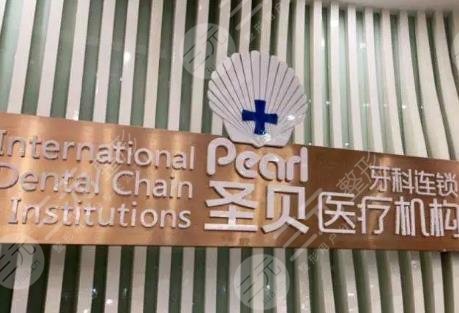 International
Dental Chain
Institutions
Pearl
牙科连锁
圣贝医疗机构